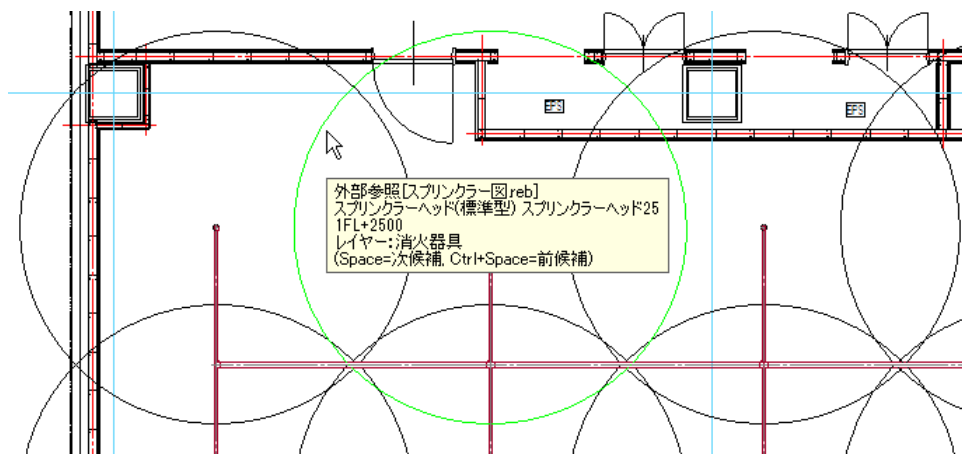 EPS
EPS
外部参照[スプリンクラー図.reb]
スプリンクラーヘッド(標準型) スプリンクラーヘッド25
1FL+2500
レイヤー:消火器具
(Space=次候補, Ctrl+Space=前候補)